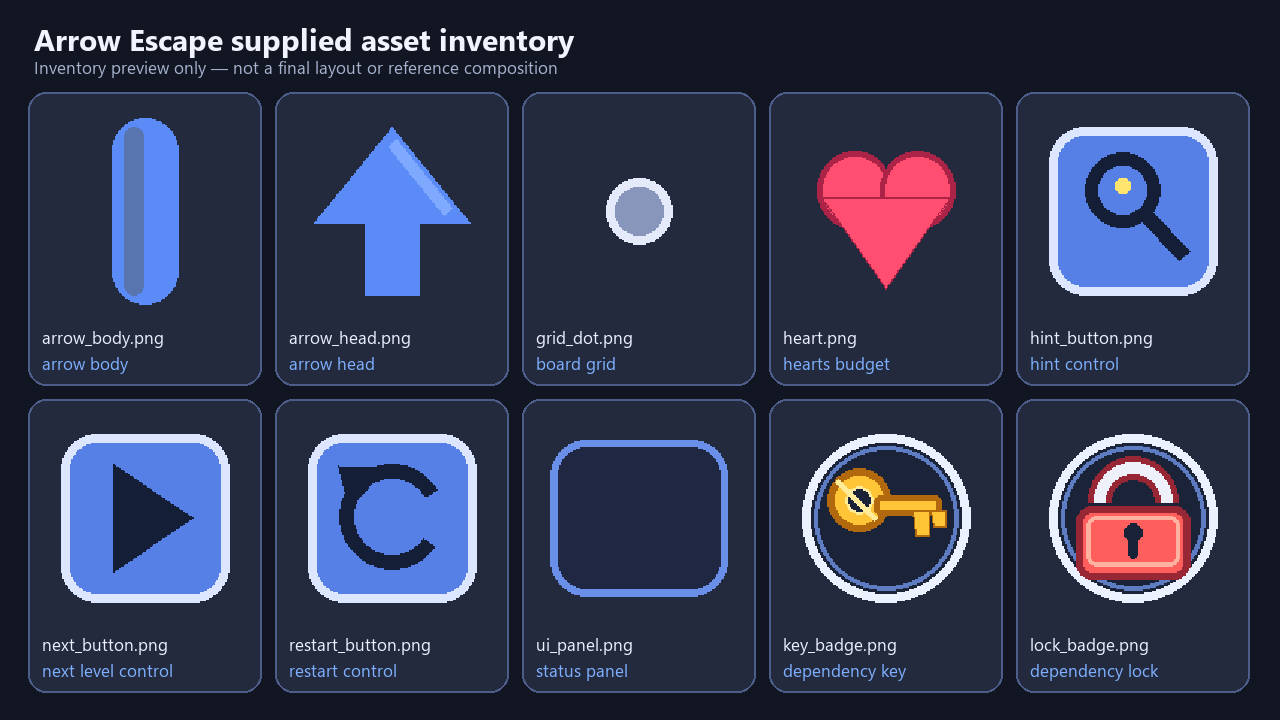 Arrow Escape supplied asset inventory
Inventory preview only — not a final layout or reference composition
arrow_body.png
arrow body
arrow_head.png
arrow head
grid_dot.png
board grid
heart.png
hearts budget
hint_button.png
hint control
next_button.png
next level control
restart_button.png
restart control
ui_panel.png
status panel
key_badge.png
dependency key
lock_badge.png
dependency lock